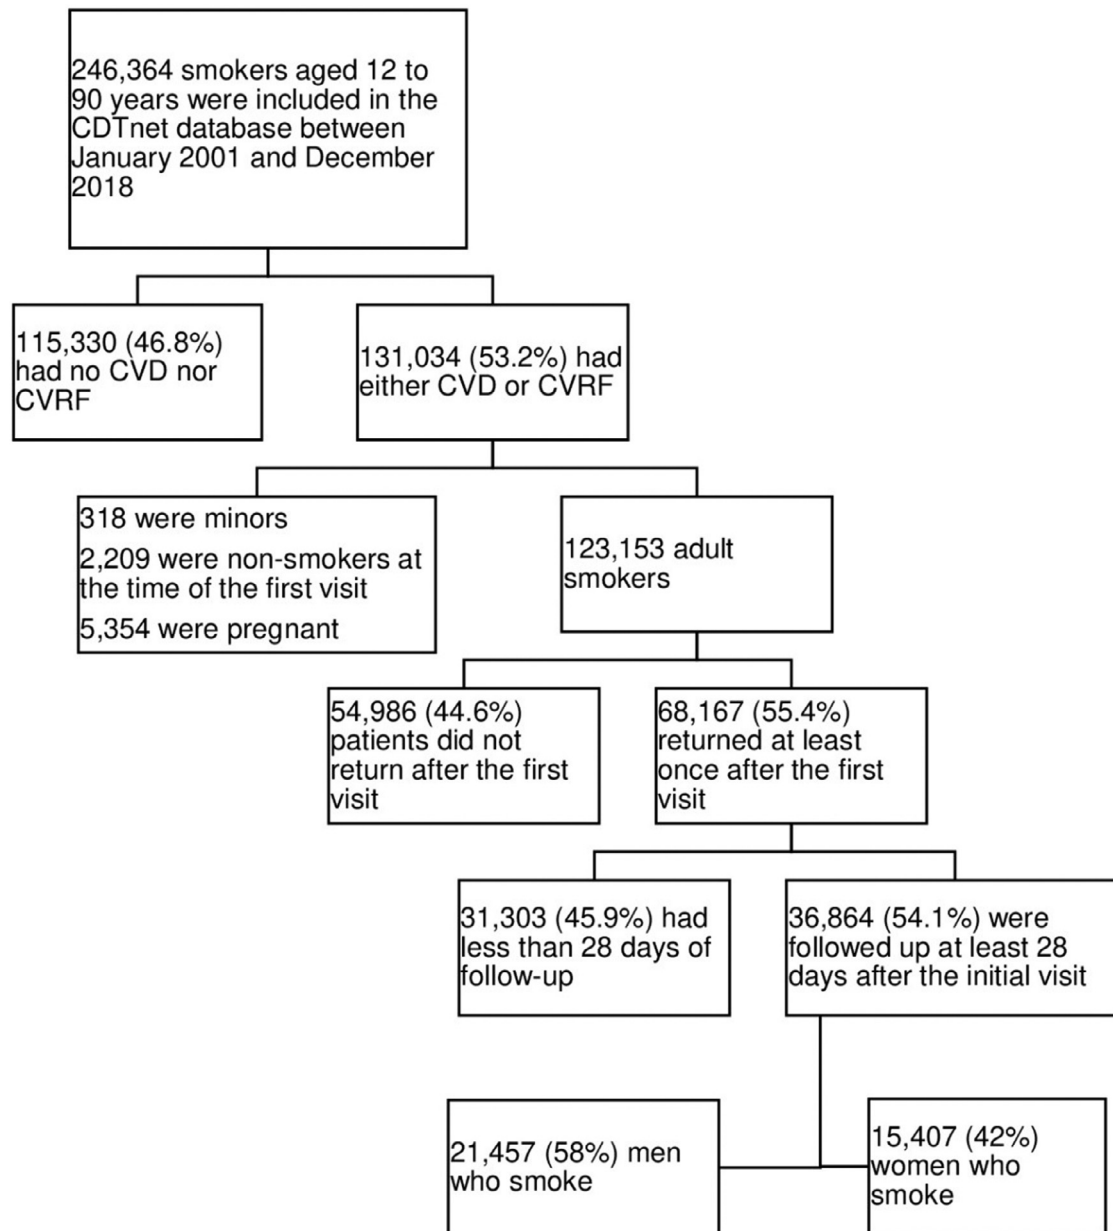 246,364 smokers aged 12 to
90 years were included in the
CDTnet database between
January 2001 and December
2018
115,330 (46.8%)
had no CVD nor
CVRF
131,034 (53.2%) had
either CVD or CVRF
318 were minors
2,209 were non-smokers at
the time of the first visit
5,354 were pregnant
123,153 adult
smokers
54,986 (44.6%)
patients did not
return after the first
visit
68,167 (55.4%)
returned at least
once after the first
visit
31,303 (45.9%) had
less than 28 days of
follow-up
36,864 (54.1%) were
followed up at least 28
days after the initial visit
21,457 (58%) men
who smoke
15,407 (42%)
women who
smoke